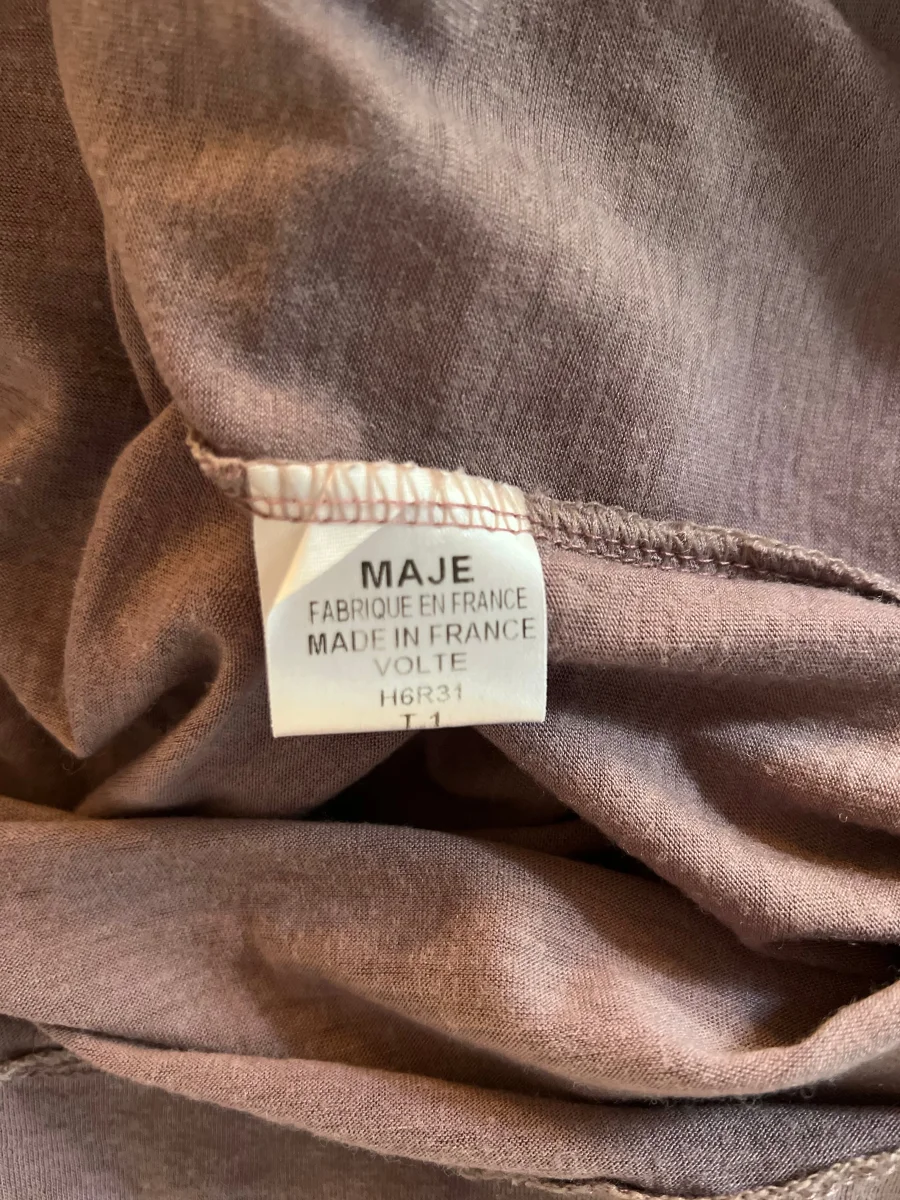 MAJE
FABRIQUE EN FRANCE
MADE IN FRANCE
VOLTE
H6R31
T.1